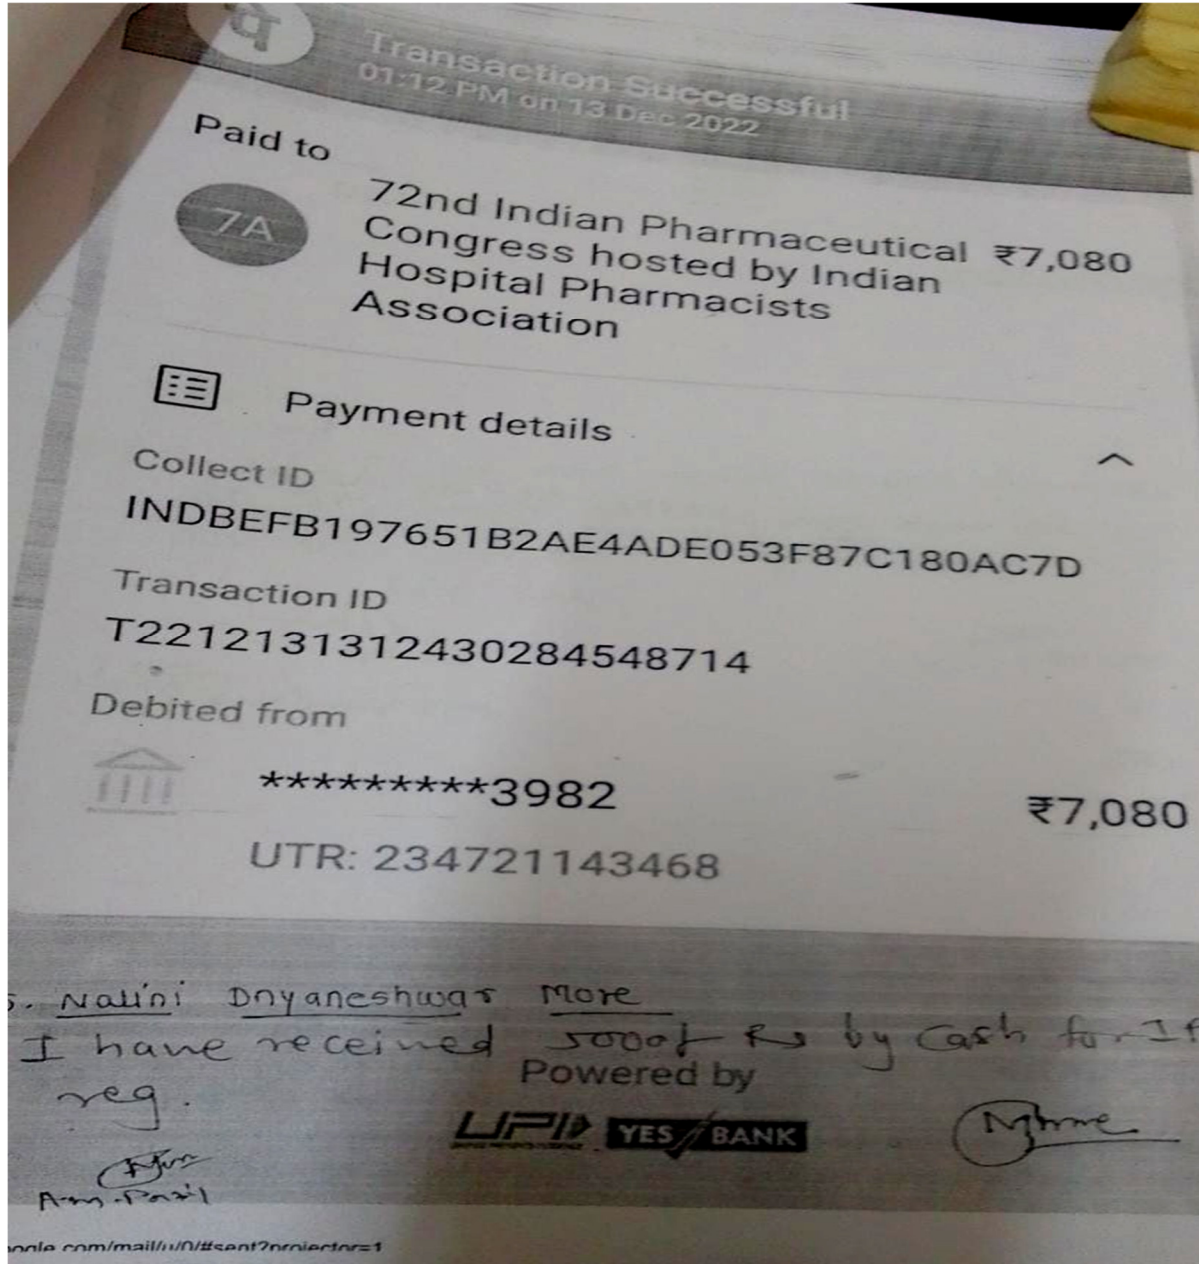 पे
Transaction Successful
01:12 PM on 13 Dec 2022
Paid to
7A
72nd Indian Pharmaceutical ₹7,080
Congress hosted by Indian
Hospital Pharmacists
Association
Payment details
Collect ID
INDBEFB197651B2AE4ADE053F87C180AC7D
Transaction ID
T2212131312430284548714
Debited from
*********3982 ₹7,080
UTR: 234721143468
Nalini Dnyaneshwar More
I have received 5000/- Rs by cash for
reg.
Powered by
UPI YES BANK